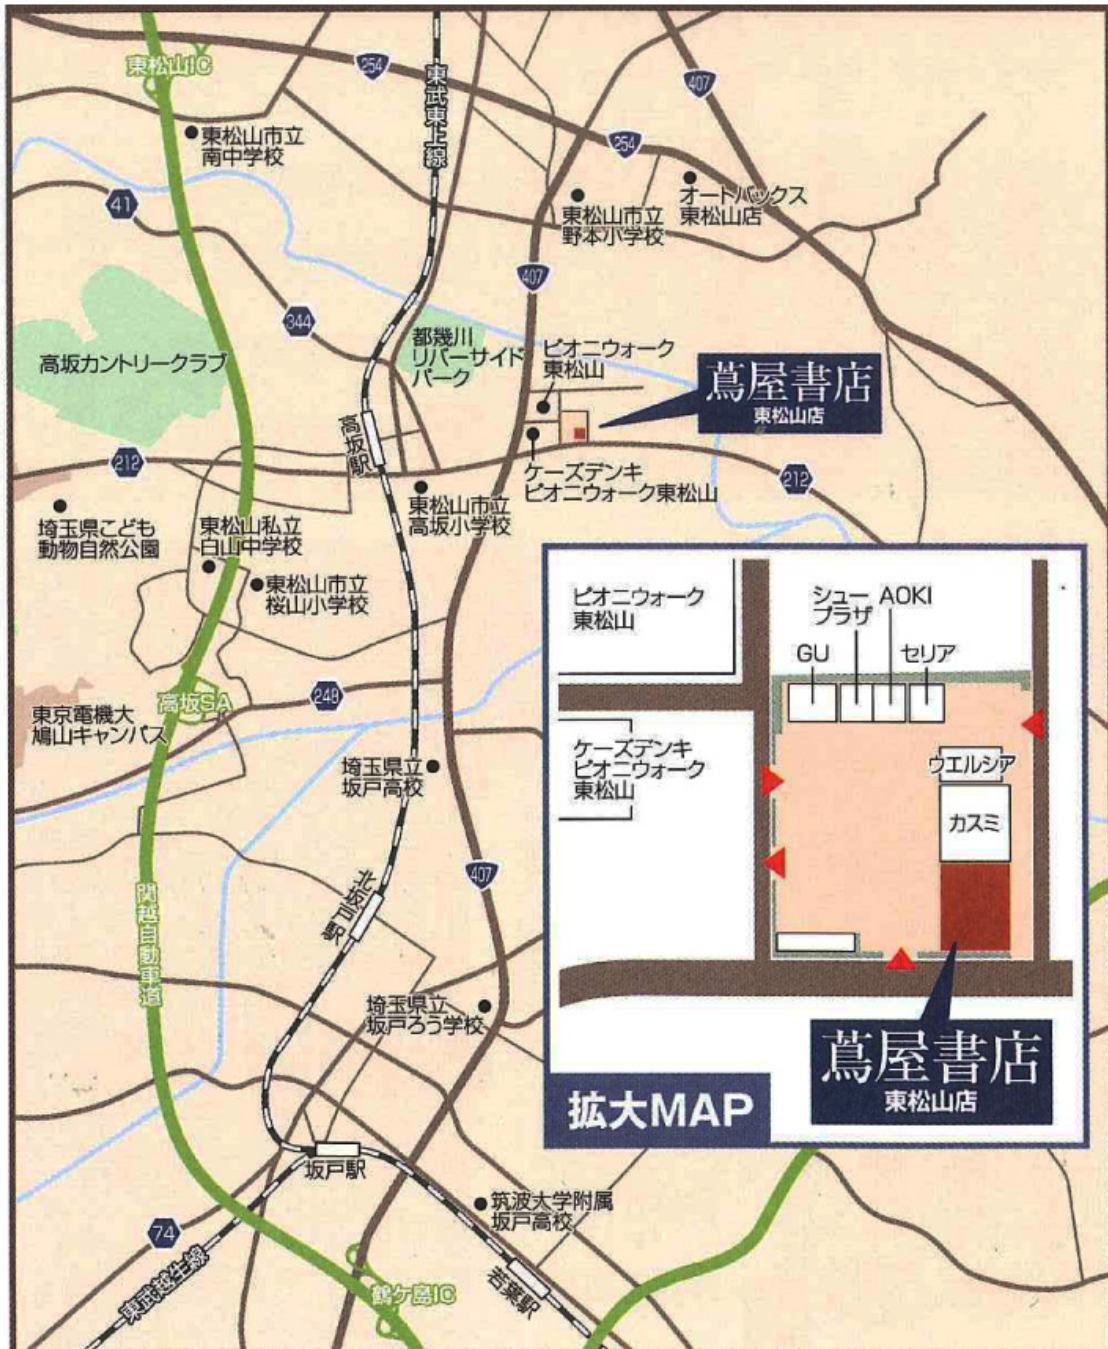 東松山IC
254
東武東上線
407
254
東松山市立
南中学校
オートバックス
東松山店
41
東松山市立
野本小学校
407
344
高坂カントリークラブ
都幾川
リバーサイド
パーク
ピオニウォーク
東松山
蔦屋書店
東松山店
高坂駅
212
ケーズデンキ
ピオニウォーク東松山
212
埼玉県こども
動物自然公園
東松山私立
白山中学校
東松山市立
高坂小学校
東松山市立
桜山小学校
高坂SA
248
東京電機大
鳩山キャンパス
埼玉県立
坂戸高校
407
北坂戸駅
関越自動車道
埼玉県立
坂戸ろう学校
坂戸駅
筑波大学附属
坂戸高校
74
東武越生線
鶴ケ島IC
若葉駅
ピオニウォーク
東松山
シュー
プラザ
AOKI
GU
セリア
ケーズデンキ
ピオニウォーク
東松山
ウエルシア
カスミ
蔦屋書店
東松山店
拡大MAP